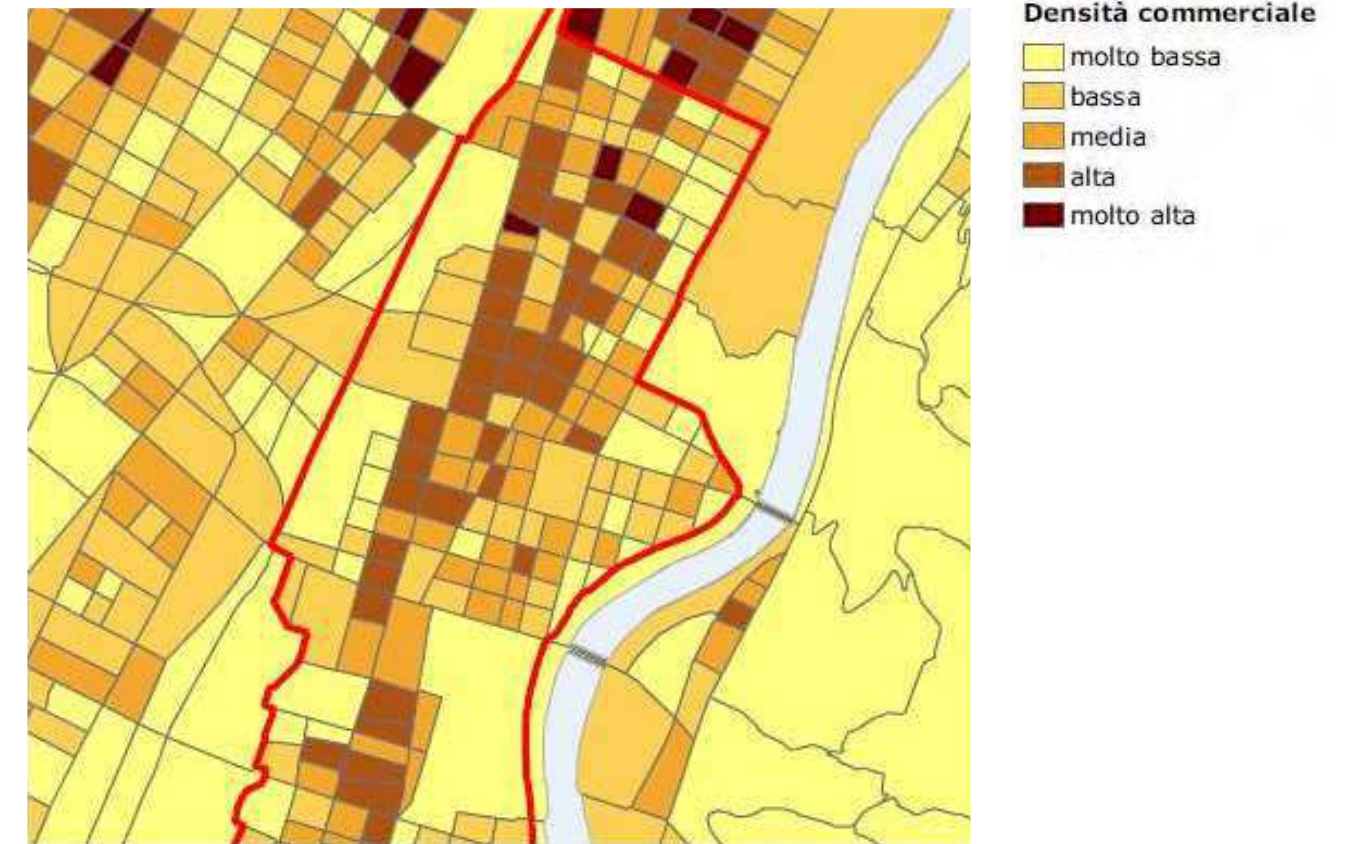 Densità commerciale
molto bassa
bassa
media
alta
molto alta